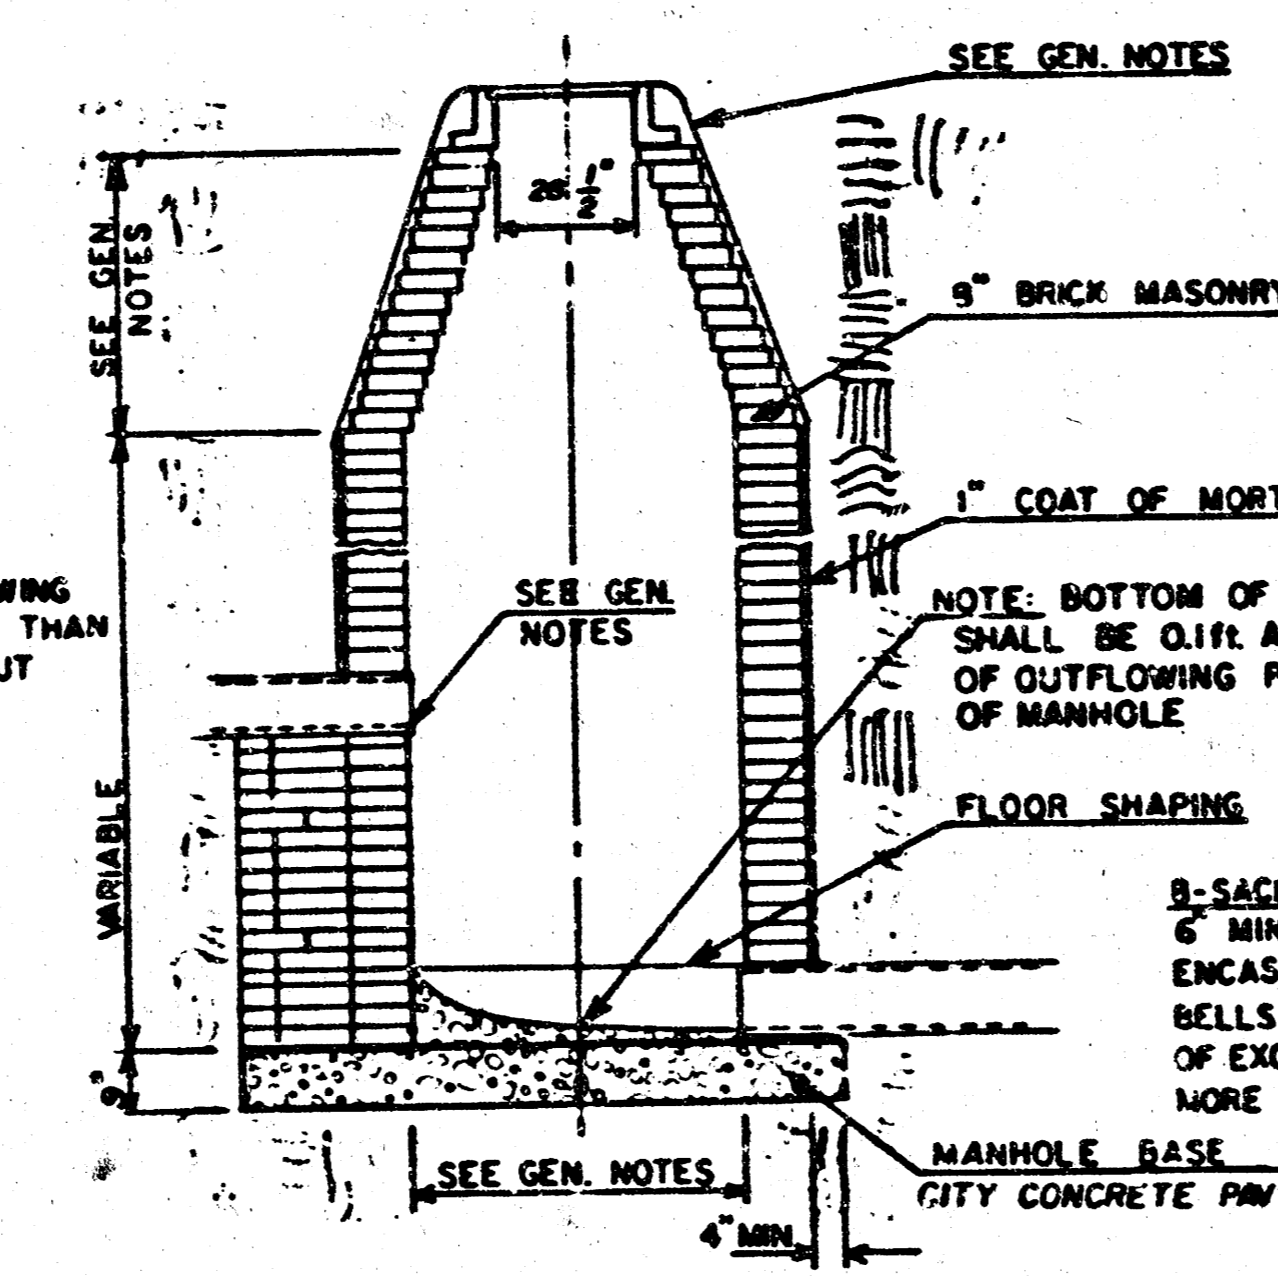 SEE GEN. NOTES
SEE GEN.
NOTES
1"
2
9" BRICK MASONRY
1" COAT OF MORT
WING
THAN
UT
SEE GEN.
NOTES
NOTE: BOTTOM OF
SHALL BE 0.1ft. A
OF OUTFLOWING P
OF MANHOLE
VARIABLE
FLOOR SHAPING
6" MIN
ENCAS
BELLS
OF EXC
MORE
9"
MANHOLE BASE
CITY CONCRETE PAV
SEE GEN. NOTES
4" MIN.